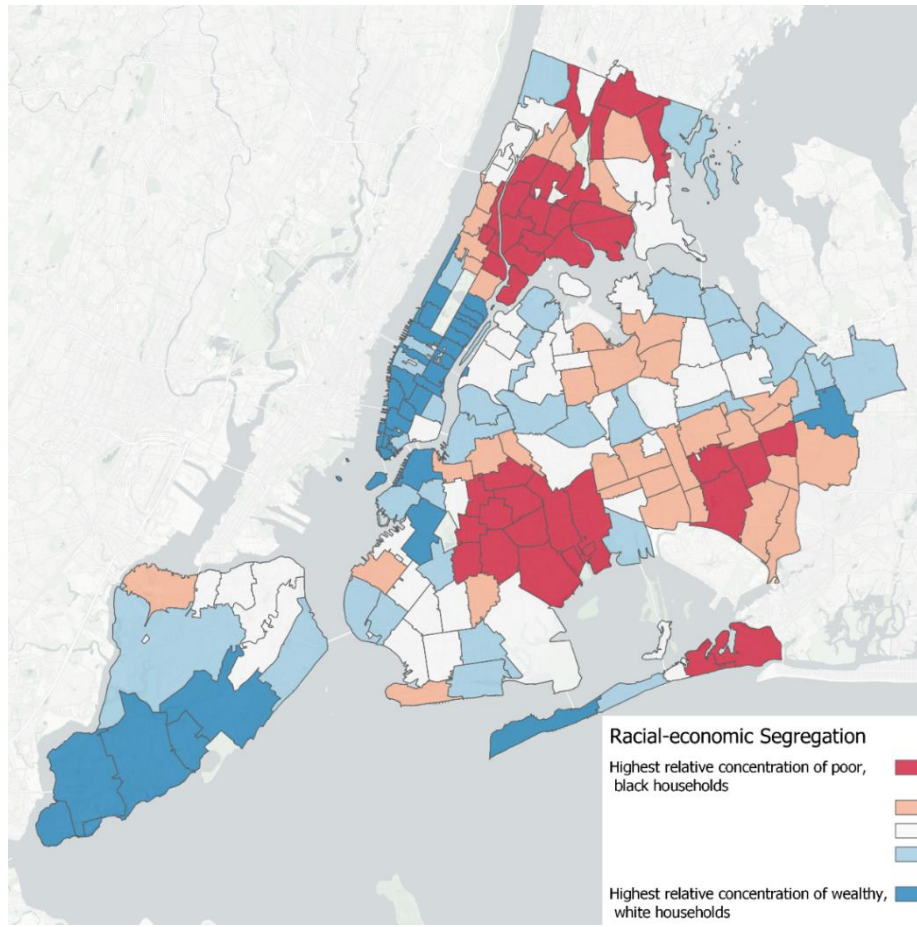 Racial-economic Segregation
Highest relative concentration of poor,
black households
Highest relative concentration of wealthy,
white households